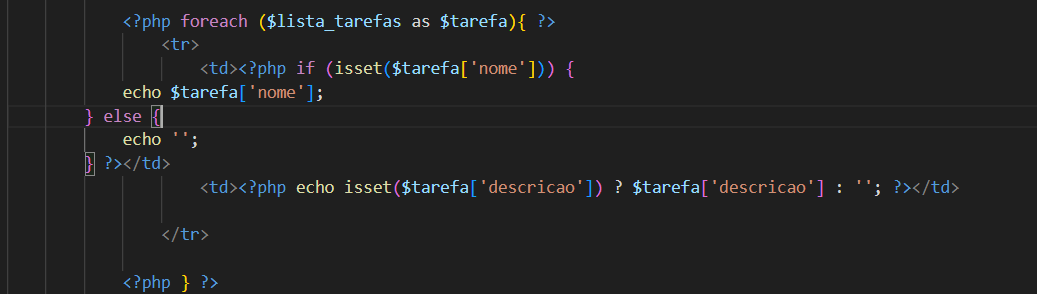 <?php foreach ($lista_tarefas as $tarefa){ ?>
<tr>
<td><?php if (isset($tarefa['nome'])) {
echo $tarefa['nome'];
} else {
echo '';
} ?></td>
<td><?php echo isset($tarefa['descricao']) ? $tarefa['descricao'] : ''; ?></td>
</tr>
<?php } ?>